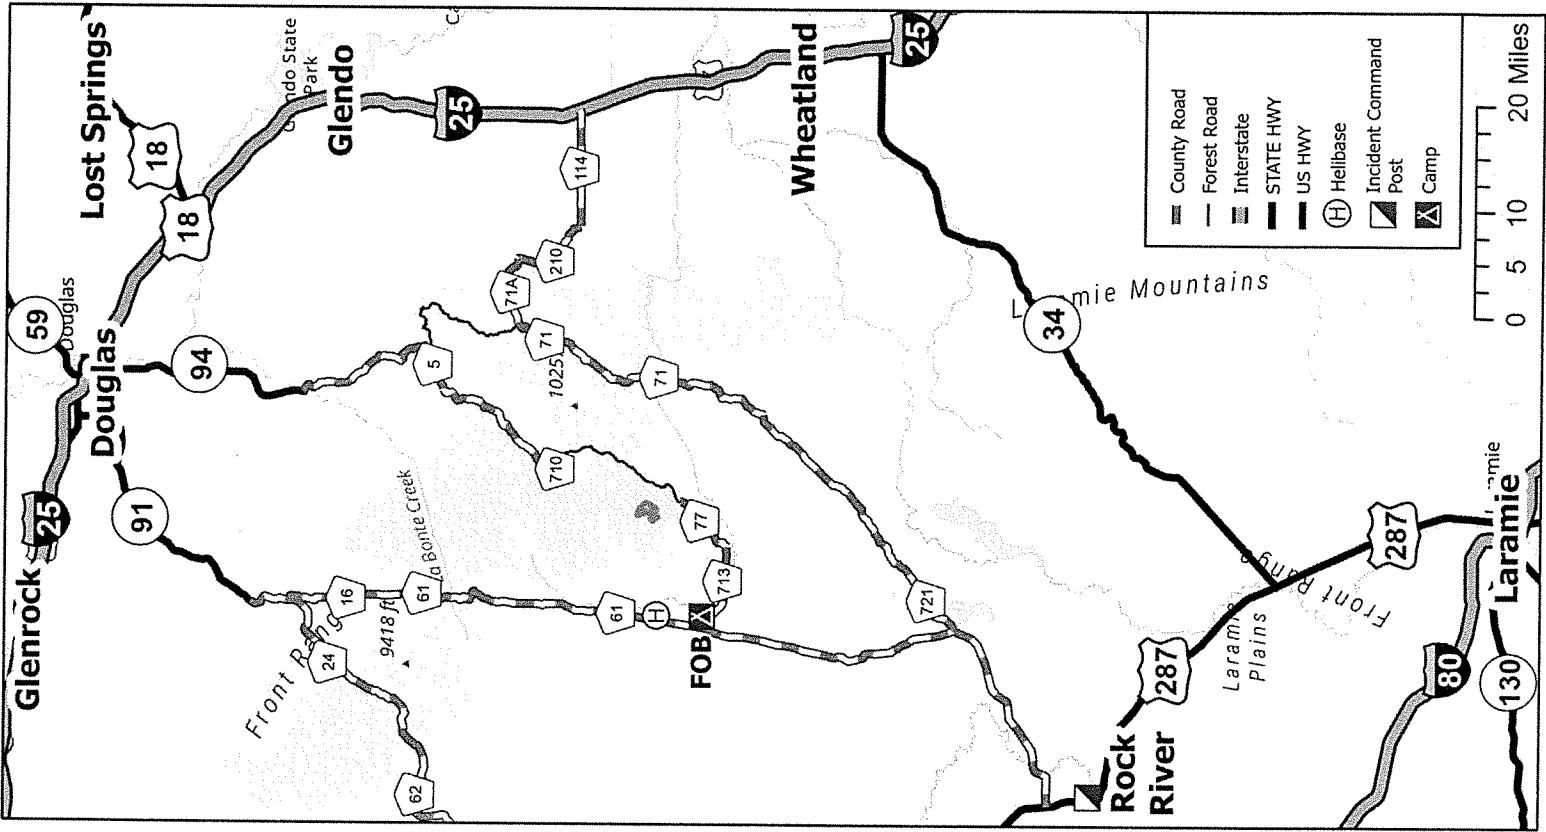 Glenrock
25
59
Douglas
Lost Springs
Douglas
91
18
18
94
ndo State
Park
Front Rang
24
16
Glendo
9418 ft
62
61
a Bonte Creek
5
25
71A
71
210
114
710
1025
61
H
71
FOB
77
713
Wheatland
25
721
34
Laramie Mountains
Rock
River
287
Laramie
Plains
Front Range
287
80
130
Laramie
County Road
Forest Road
Interstate
STATE HWY
US HWY
H Helibase
Incident Command
Post
Camp
0 5 10 20 Miles